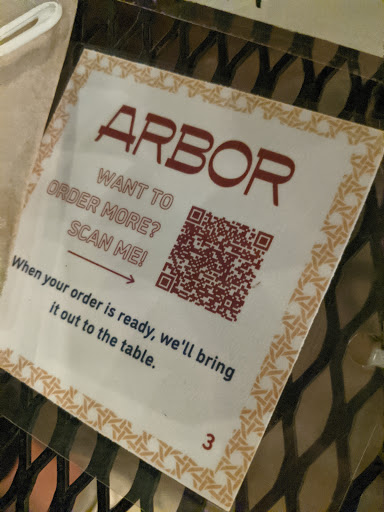 ARBOR
WANT TO
ORDER MORE?
SCAN ME!
When your order is ready, we'll bring
it out to the table.
3